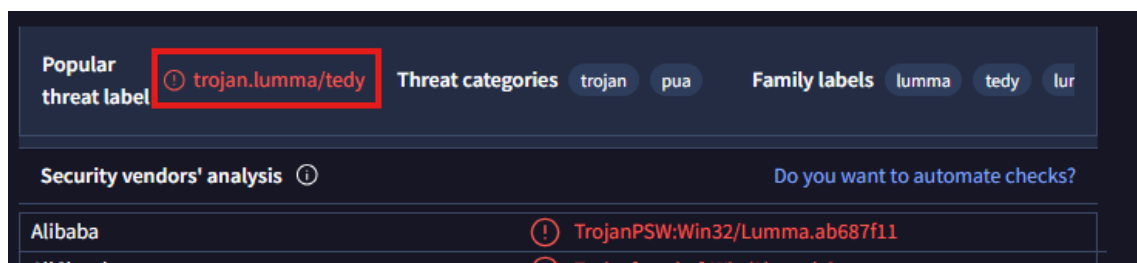 Popular threat label trojan.lumma/tedy Threat categories trojan pua Family labels lumma tedy lur
Security vendors' analysis Do you want to automate checks?
Alibaba TrojanPSW:Win32/Lumma.ab687f11